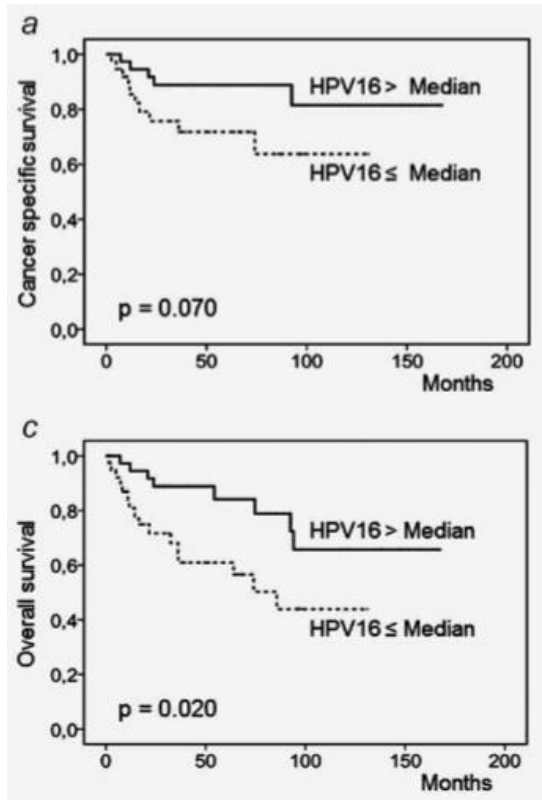 a
1,0
0,8
0,6
0,4
0,2
0,0
Cancer specific survival
HPV16 > Median
HPV16 ≤ Median
p = 0.070
0 50 100 150 200
Months
c
1,0
0,8
0,6
0,4
0,2
0,0
Overall survival
HPV16 > Median
HPV16 ≤ Median
p = 0.020
0 50 100 150 200
Months